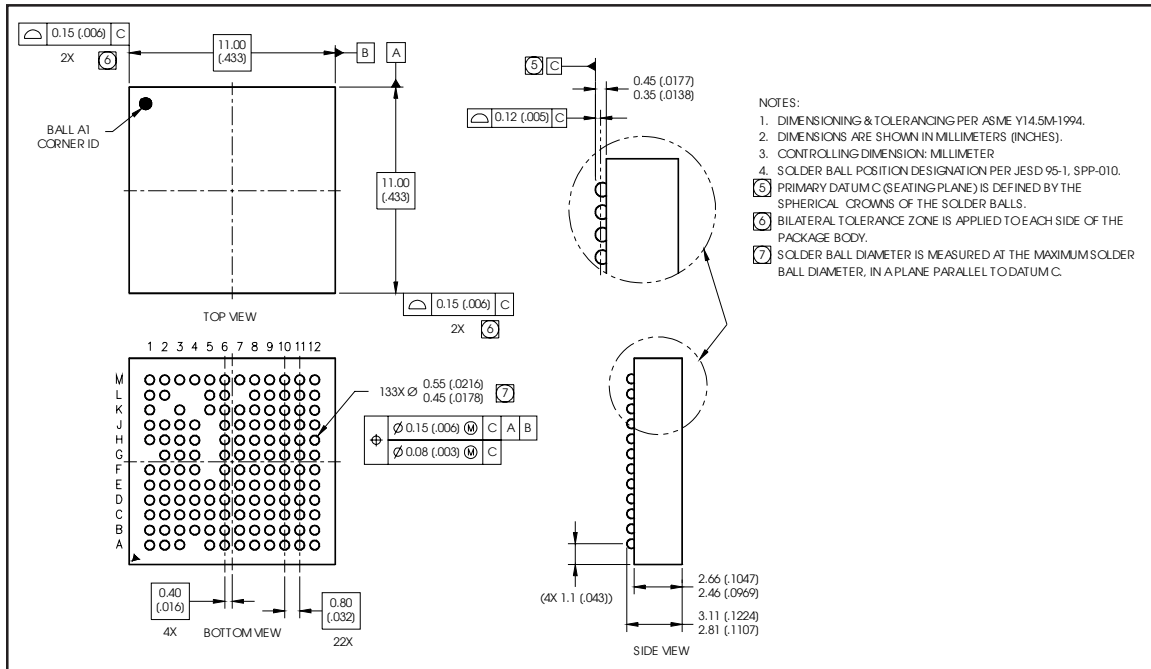 0.15 (.006) C
2X 6
11.00
(.433)
B A
BALL A1
CORNER ID
11.00
(.433)
0.15 (.006) C
2X 6
TOP VIEW
5 C
0.45 (.0177)
0.35 (.0138)
0.12 (.005) C
NOTES:
1. DIMENSIONING & TOLERANCING PER ASME Y14.5M-1994.
2. DIMENSIONS ARE SHOWN IN MILLIMETERS (INCHES).
3. CONTROLLING DIMENSION: MILLIMETER
4. SOLDER BALL POSITION DESIGNATION PER JESD 95-1, SPP-010.
5 PRIMARY DATUM C (SEATING PLANE) IS DEFINED BY THE
SPHERICAL CROWNS OF THE SOLDER BALLS.
6 BILATERAL TOLERANCE ZONE IS APPLIED TO EACH SIDE OF THE
PACKAGE BODY.
7 SOLDER BALL DIAMETER IS MEASURED AT THE MAXIMUM SOLDER
BALL DIAMETER, IN A PLANE PARALLEL TO DATUM C.
1 2 3 4 5 6 7 8 9 10 11 12
M
L
K
J
H
G
F
E
D
C
B
A
133X Ø 0.55 (.0216) 7
0.45 (.0178)
⌖ Ø 0.15 (.006) Ⓜ C A B
Ø 0.08 (.003) Ⓜ C
0.40
(.016)
4X
BOTTOM VIEW
0.80
(.032)
22X
(4X 1.1 (.043))
2.66 (.1047)
2.46 (.0969)
3.11 (.1224)
2.81 (.1107)
SIDE VIEW